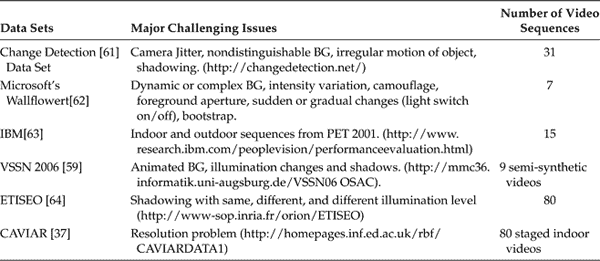 Data Sets Major Challenging Issues Number of Video Sequences
Change Detection [61] Camera Jitter, nondistinguishable BG, irregular motion of object, 31
Data Set shadowing. (http://changedetection.net/)
Microsoft's Dynamic or complex BG, intensity variation, camouflage, 7
Wallflowert[62) foreground aperture, sudden or gradual changes (light switch
on/off), bootstrap.
IBM[63] Indoor and outdoor sequences from PET 2001. (http://www. 15
research.ibm.com/peoplevision/performanceevaluation.html)
VSSN 2006 [59] Animated BG, illumination changes and shadows. (http://mmc36. 9 semi-synthetic
informatik.uni-augsburg.de/VSSN06 OSAC). videos
ETISEO [64] Shadowing with same, different, and different illumination level 80
(http://www-sop.inria.fr/orion/ETISEO)
CAVIAR [37] Resolution problem (http://homepages.inf.ed.ac.uk/rbf/ 80 staged indoor
CAVIARDATA1) videos